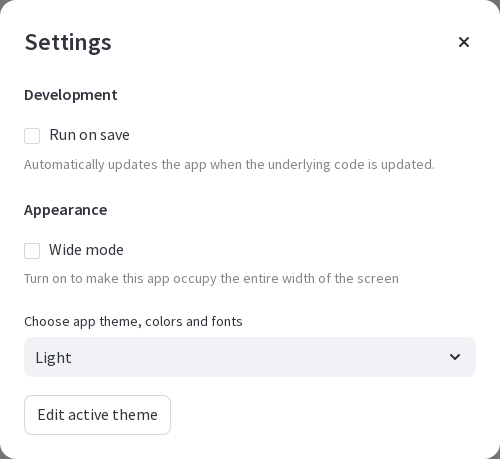 Settings
Development
Run on save
Automatically updates the app when the underlying code is updated.
Appearance
Wide mode
Turn on to make this app occupy the entire width of the screen
Choose app theme, colors and fonts
Light
Edit active theme